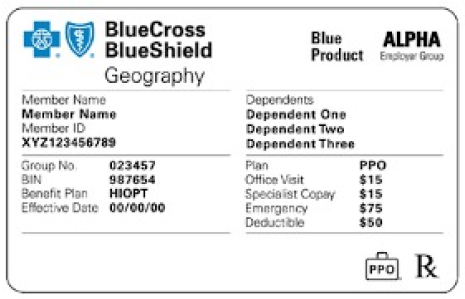 BlueCross
BlueShield
Geography
Blue
Product
ALPHA
Employer Group
Member Name
Member Name
Member ID
XYZ123456789
Dependents
Dependent One
Dependent Two
Dependent Three
Group No. 023457
BIN 987654
Benefit Plan HIOPT
Effective Date 00/00/00
Plan PPO
Office Visit $15
Specialist Copay $15
Emergency $75
Deductible $50
PPO
Rx